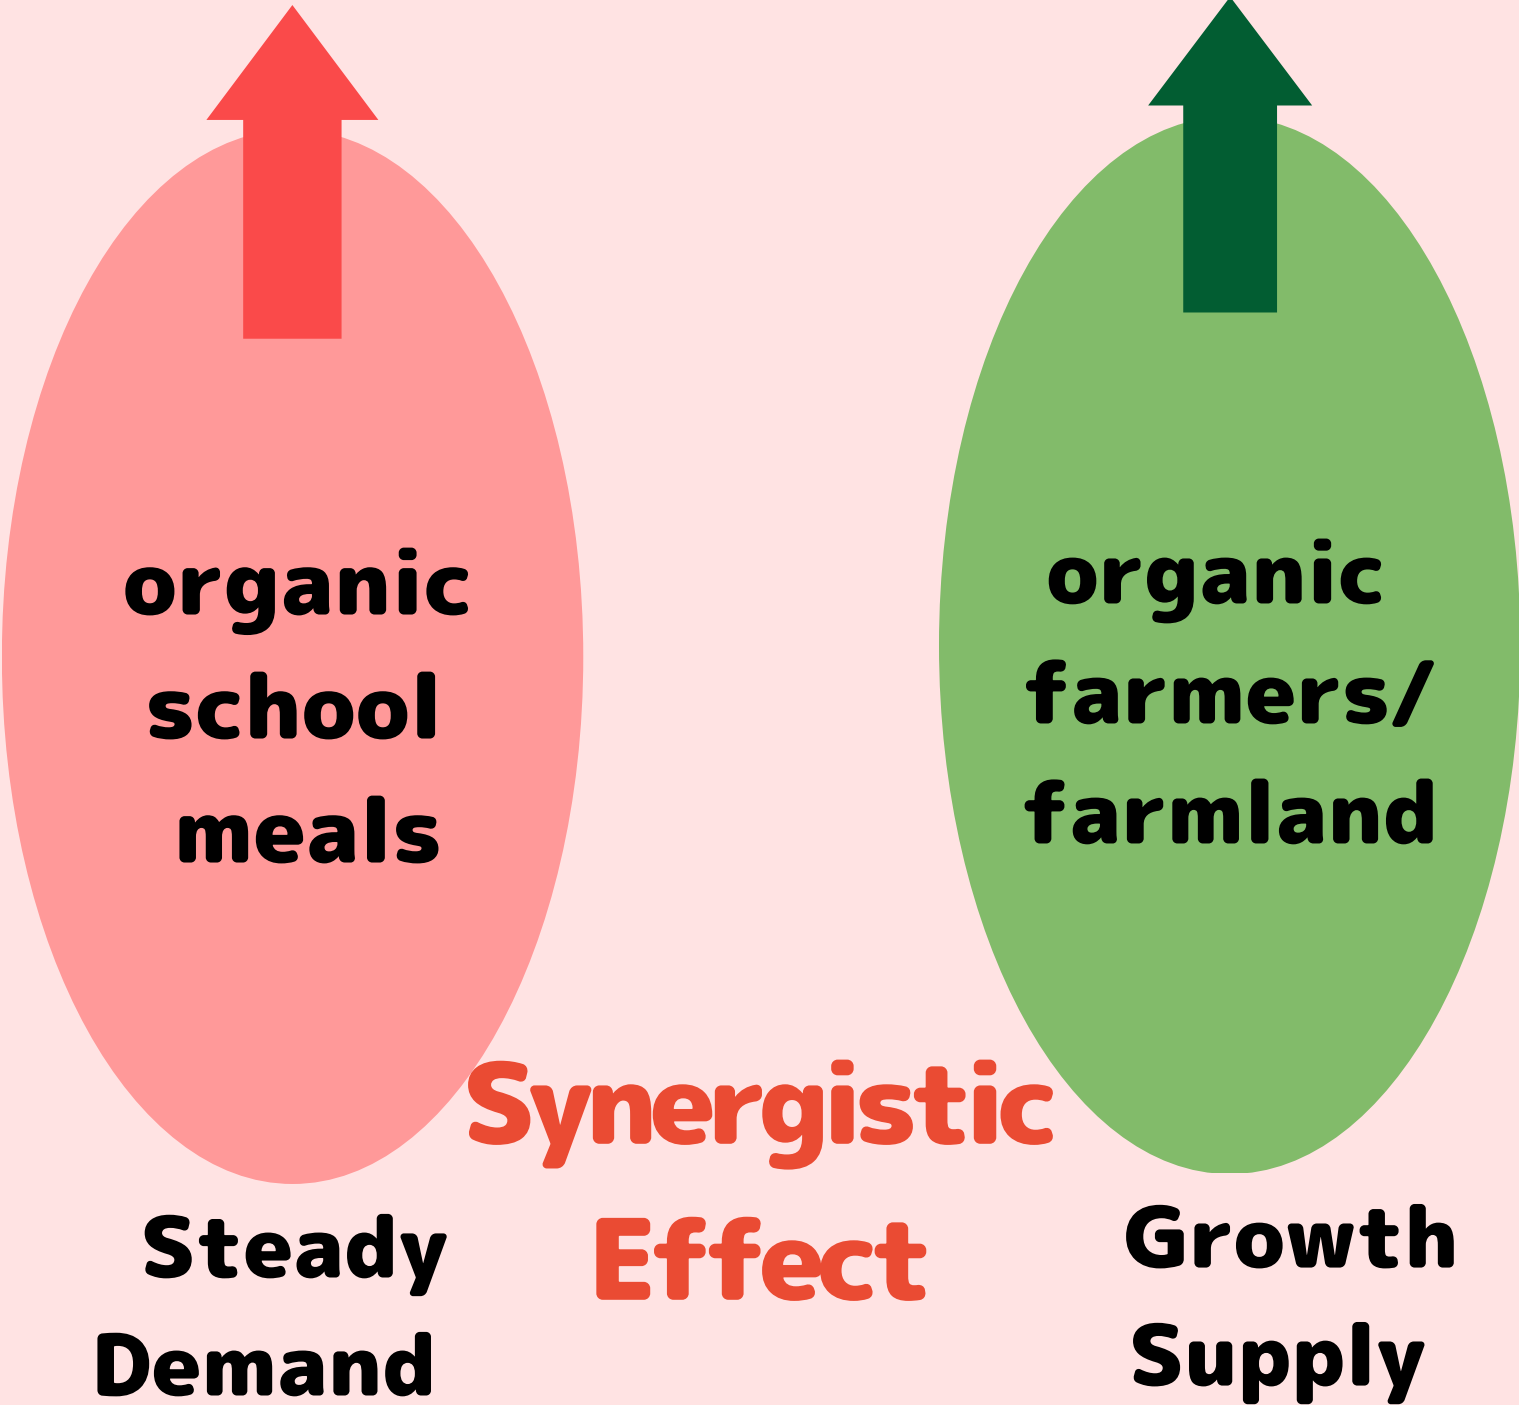 organic
school
meals
organic
farmers/
farmland
Synergistic
Effect
Steady
Demand
Growth
Supply